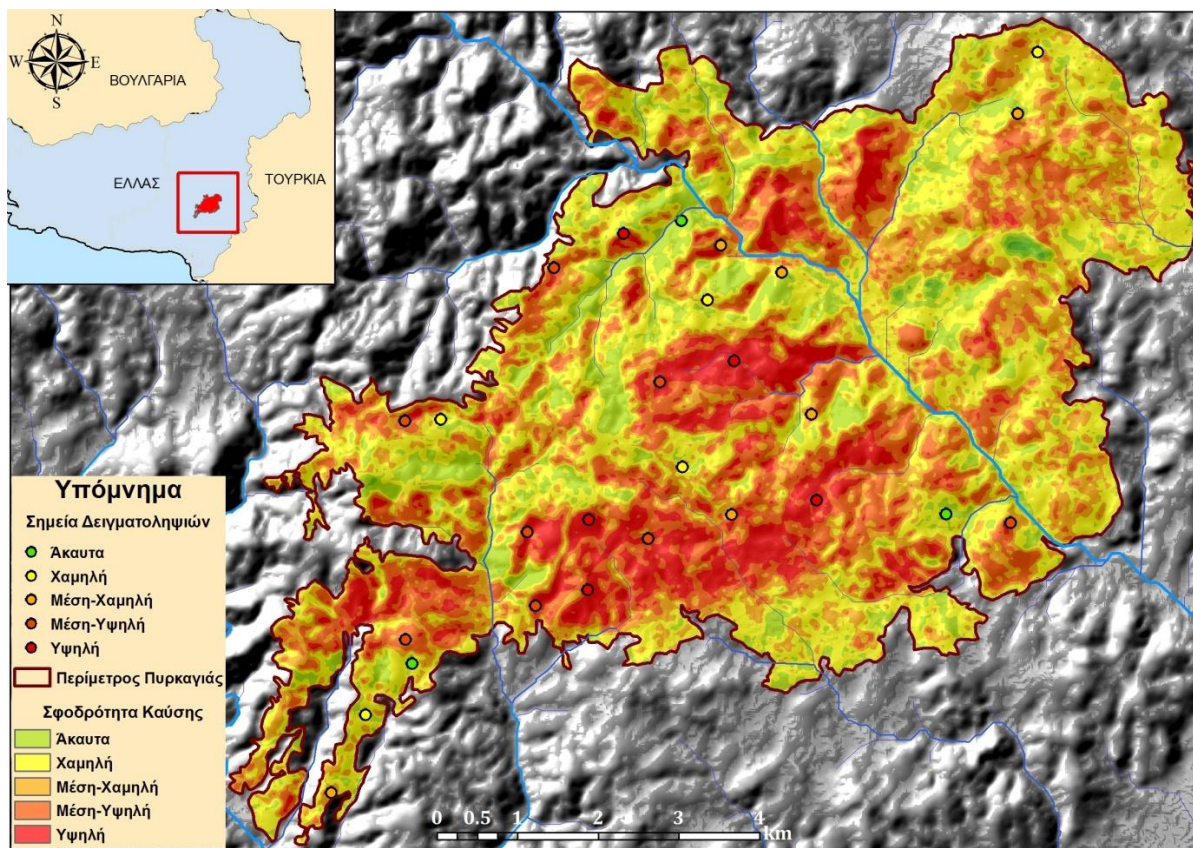 N
W E
S
ΒΟΥΛΓΑΡΙΑ
ΕΛΛΑΣ
ΤΟΥΡΚΙΑ
Υπόμνημα
Σημεία Δειγματοληψιών
Άκαυτα
Χαμηλή
Μέση-Χαμηλή
Μέση-Υψηλή
Υψηλή
Περίμετρος Πυρκαγιάς
Σφοδρότητα Καύσης
Άκαυτα
Χαμηλή
Μέση-Χαμηλή
Μέση-Υψηλή
Υψηλή
0 0.5 1 2 3 4
km